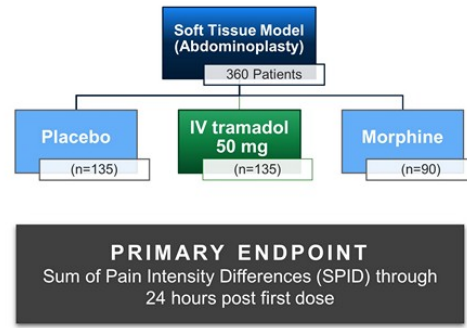 Soft Tissue Model
(Abdominoplasty)
360 Patients
Placebo
(n=135)
IV tramadol
50 mg
(n=135)
Morphine
(n=90)
PRIMARY ENDPOINT
Sum of Pain Intensity Differences (SPID) through
24 hours post first dose